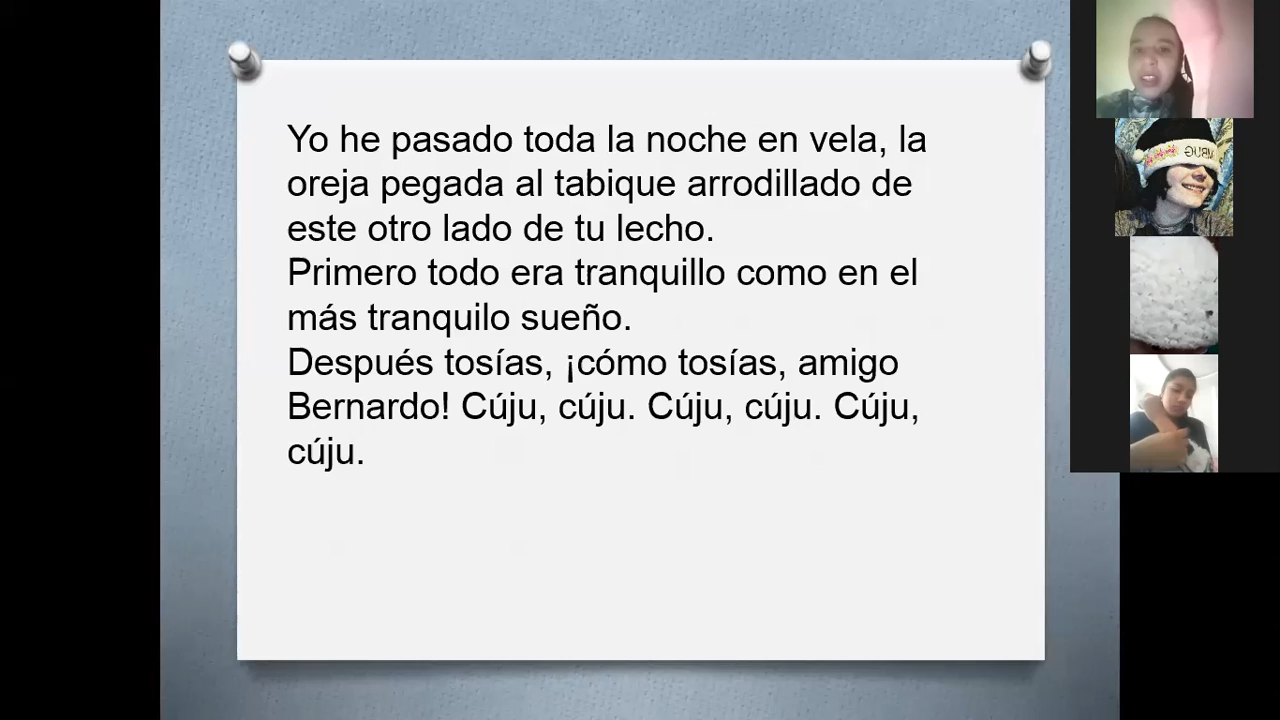 Yo he pasado toda la noche en vela, la
oreja pegada al tabique arrodillado de
este otro lado de tu lecho.
Primero todo era tranquillo como en el
más tranquilo sueño.
Después tosías, ¡cómo tosías, amigo
Bernardo! Cúju, cúju. Cúju, cúju. Cúju,
cúju.